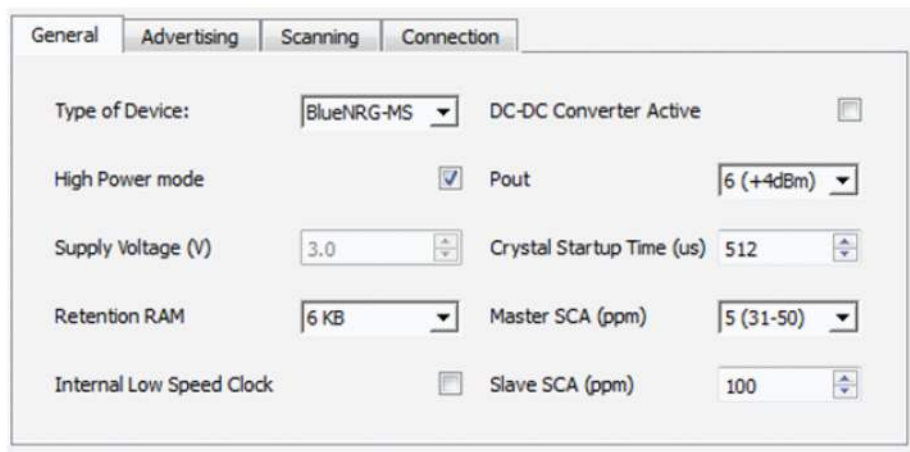 General Advertising Scanning Connection
Type of Device: BlueNRG-MS DC-DC Converter Active
High Power mode Pout 6 (+4dBm)
Supply Voltage (V) 3.0 Crystal Startup Time (us) 512
Retention RAM 6 KB Master SCA (ppm) 5 (31-50)
Internal Low Speed Clock Slave SCA (ppm) 100